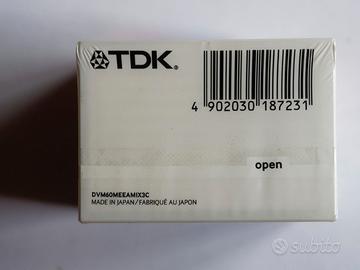 TDK®
4 902030 187231
open
DVM60MEEAMIX3C
MADE IN JAPAN/FABRIQUÉ AU JAPON
subito